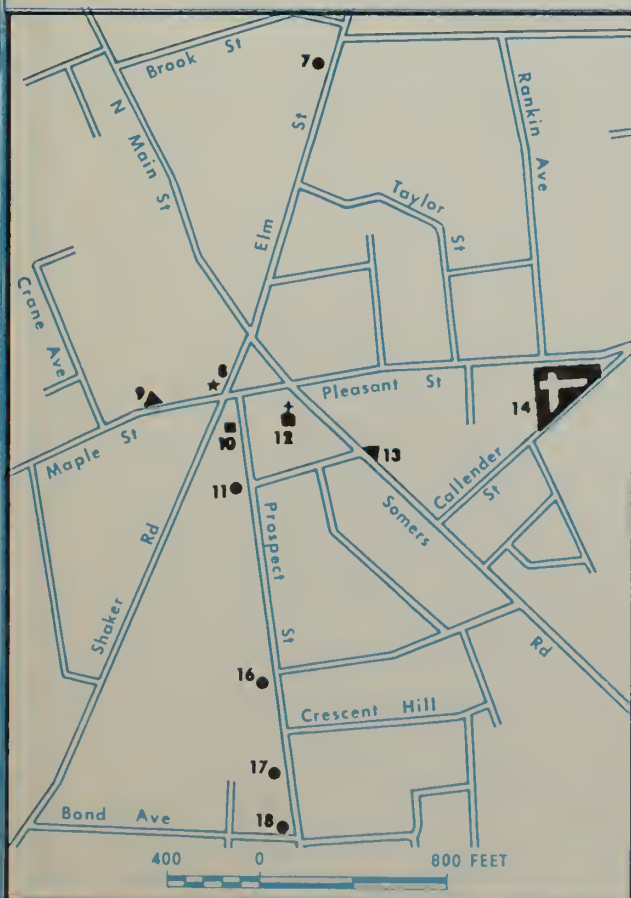 Brook St
7
N Main St
Elm St
Rankin Ave
Taylor St
Crane Ave
8
9
Pleasant St
14
10
12
Maple St
13
11
Callender St
Somers Rd
Prospect St
Shaker Rd
16
Crescent Hill
17
Bond Ave
18
400 0 800 FEET